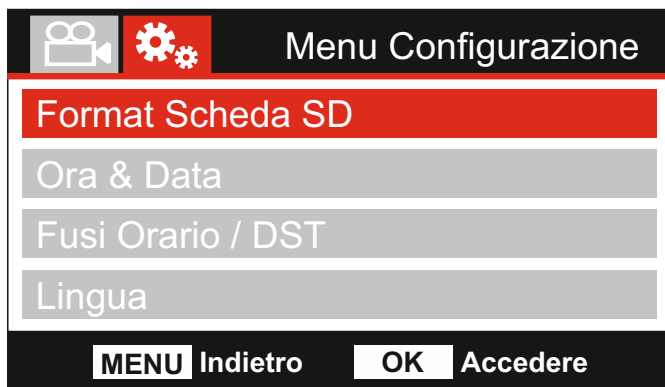 Menu Configurazione
Format Scheda SD
Ora & Data
Fusi Orario / DST
Lingua
MENU Indietro OK Accedere